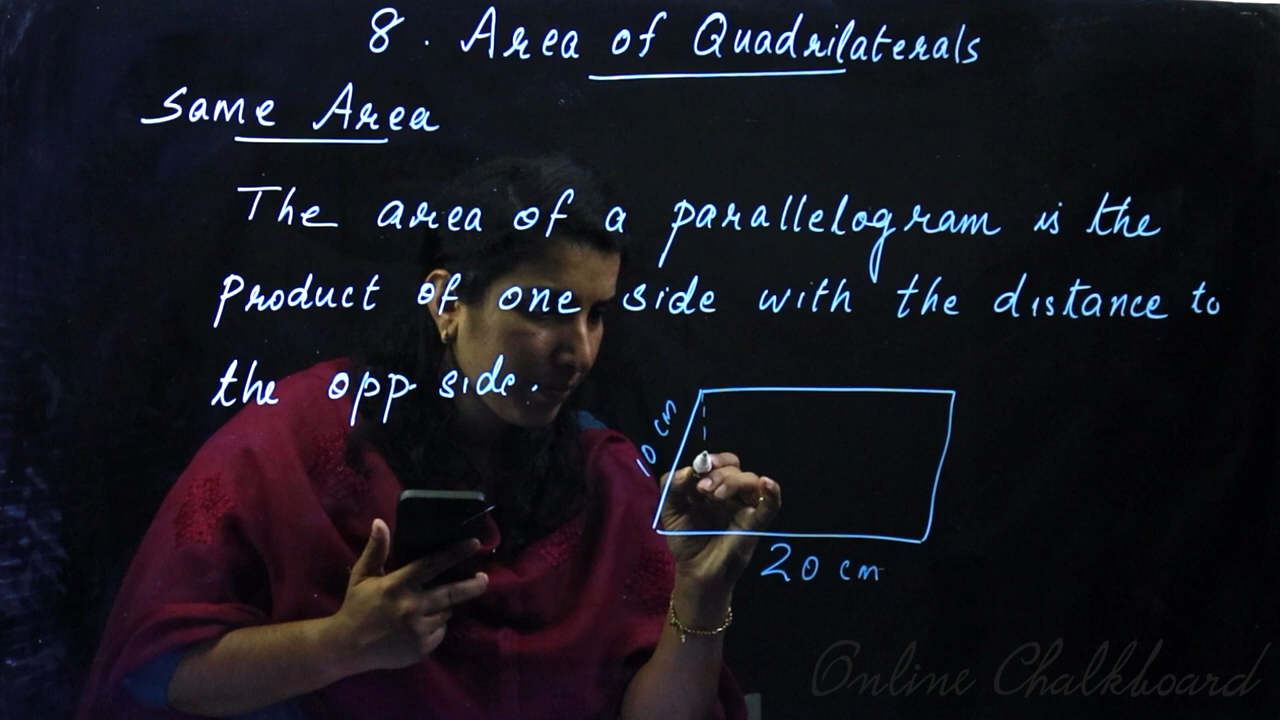 8. Area of Quadrilaterals
Same Area
The area of a parallelogram is the
product of one side with the distance to
the opp. side.
10 cm
20 cm
Online Chalkboard